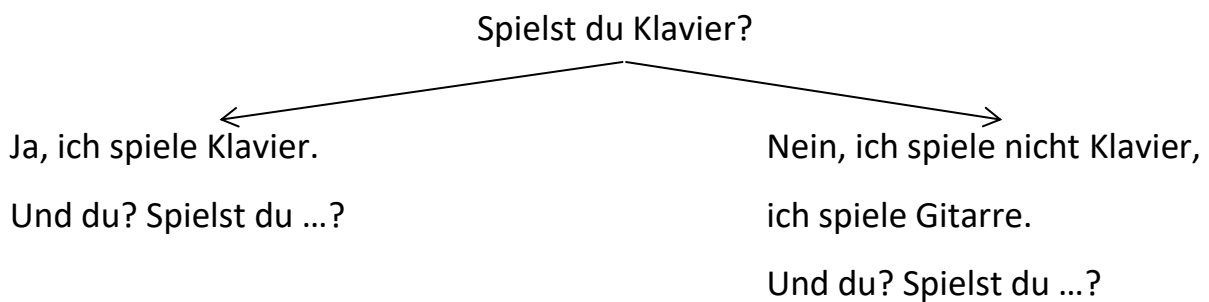 Spielst du Klavier?
Ja, ich spiele Klavier.
Und du? Spielst du …?
Nein, ich spiele nicht Klavier,
ich spiele Gitarre.
Und du? Spielst du …?